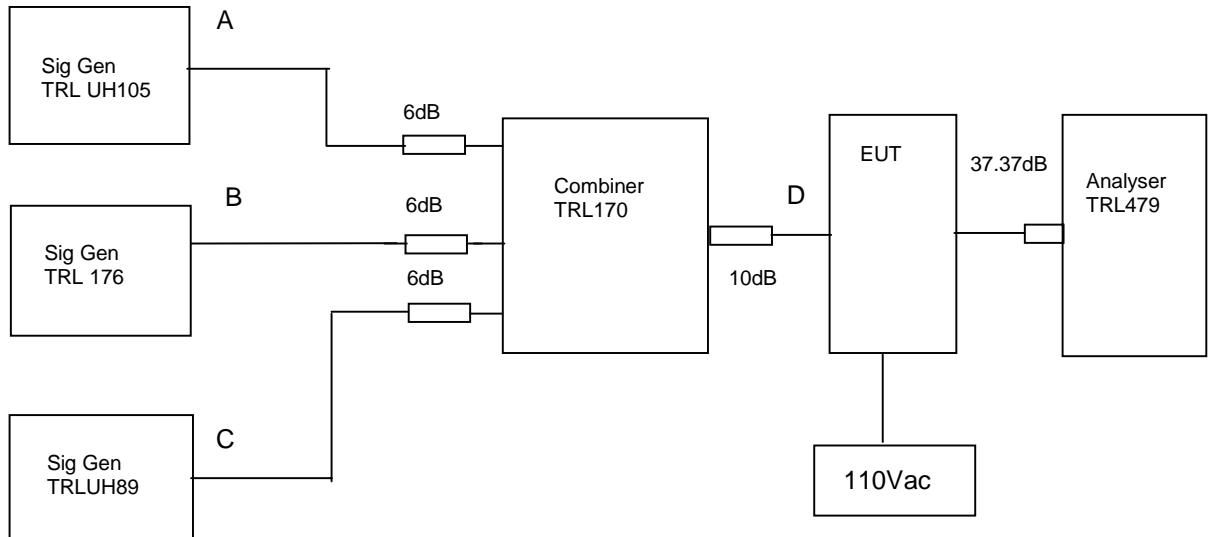 A
Sig Gen
TRL UH105
6dB
B
Sig Gen
TRL 176
6dB
6dB
C
Sig Gen
TRLUH89
Combiner
TRL170
10dB
D
EUT
37.37dB
Analyser
TRL479
110Vac